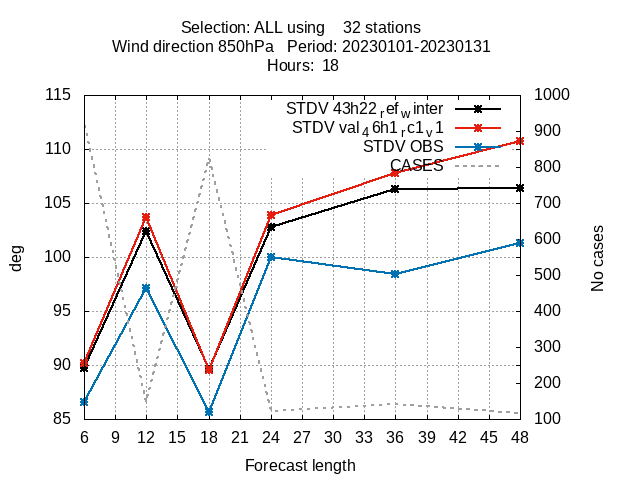 Selection: ALL using 32 stations
Wind direction 850hPa Period: 20230101-20230131
Hours: 18
115 1000
STDV 43h22refwinter
900
STDV val46h1rc1v1
110
STDV OBS
800
CASES
105 700
600
deg
100
No cases
500
95 400
300
90
200
85 100
6 9 12 15 18 21 24 27 30 33 36 39 42 45 48
Forecast length